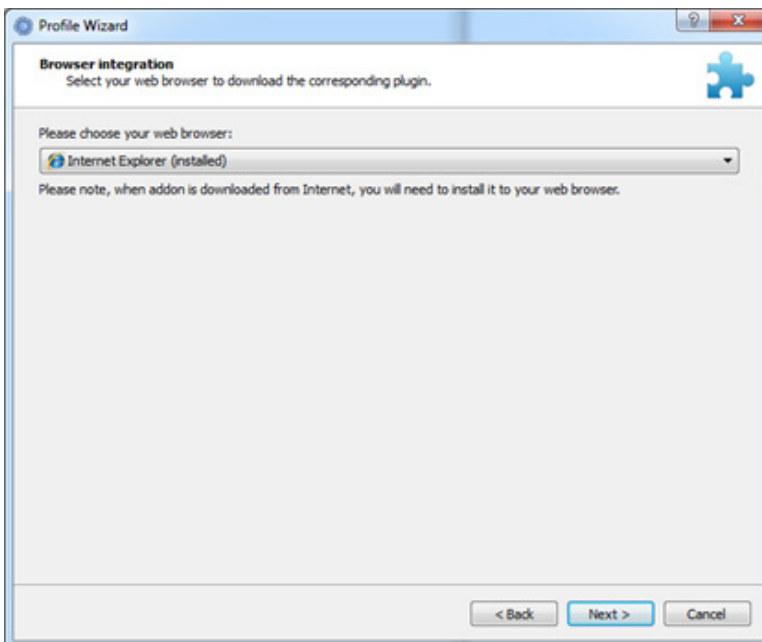 Profile Wizard
?
Browser integration
Select your web browser to download the corresponding plugin.
Please choose your web browser:
Internet Explorer (installed)
Please note, when addon is downloaded from Internet, you will need to install it to your web browser.
< Back Next > Cancel